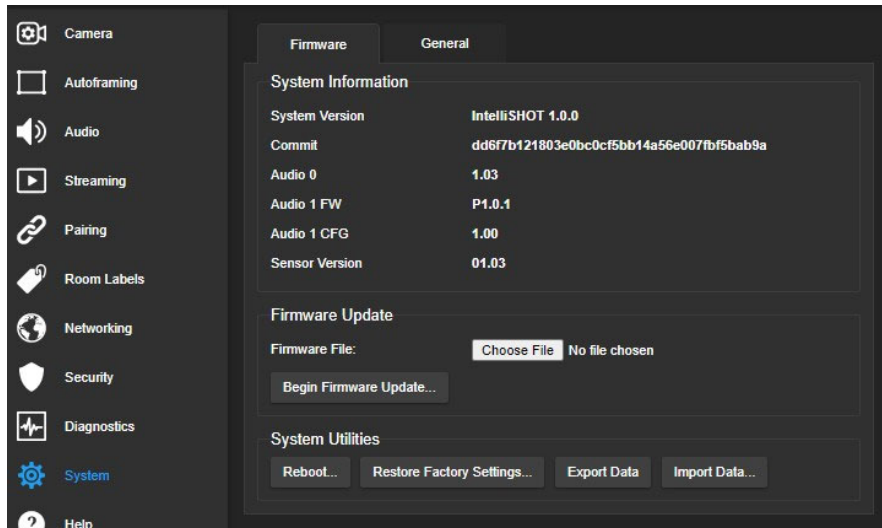 Camera
Autoframing
Audio
Streaming
Pairing
Room Labels
Networking
Security
Diagnostics
System
Help
Firmware
General
System Information
System Version IntelliSHOT 1.0.0
Commit dd6f7b121803e0bc0cf5bb14a56e007fbf5bab9a
Audio 0 1.03
Audio 1 FW P1.0.1
Audio 1 CFG 1.00
Sensor Version 01.03
Firmware Update
Firmware File: Choose File No file chosen
Begin Firmware Update...
System Utilities
Reboot... Restore Factory Settings... Export Data Import Data...